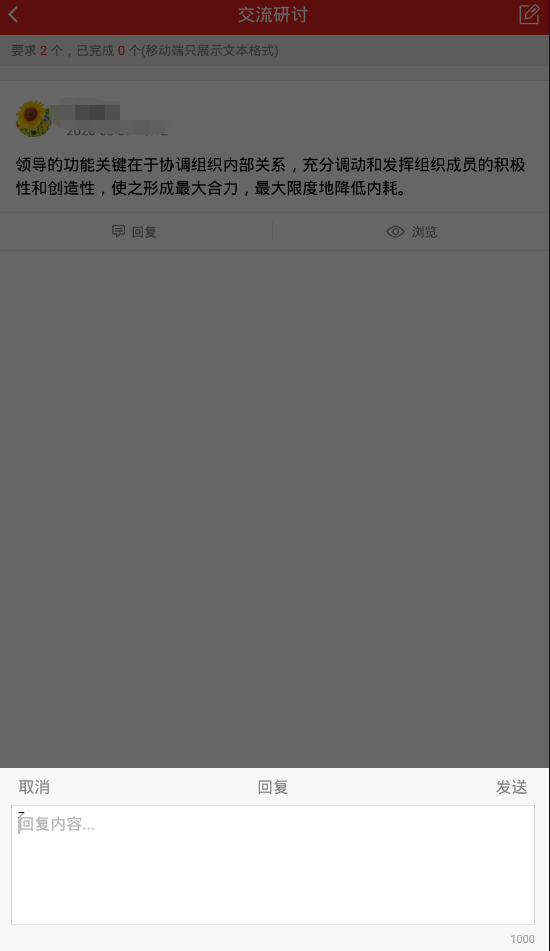 交流研讨
要求 2 个，已完成 0 个(移动端只展示文本格式)
领导的功能关键在于协调组织内部关系，充分调动和发挥组织成员的积极
性和创造性，使之形成最大合力，最大限度地降低内耗。
回复 浏览
取消 回复 发送
回复内容...
1000